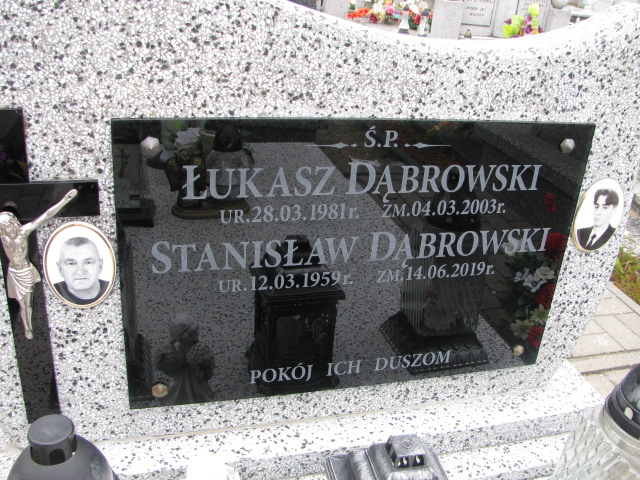 Ś.P.
ŁUKASZ DĄBROWSKI
UR. 28.03.1981r. ZM. 04.03.2003r.
STANISŁAW DĄBROWSKI
UR. 12.03.1959r. ZM. 14.06.2019r.
POKÓJ ICH DUSZOM